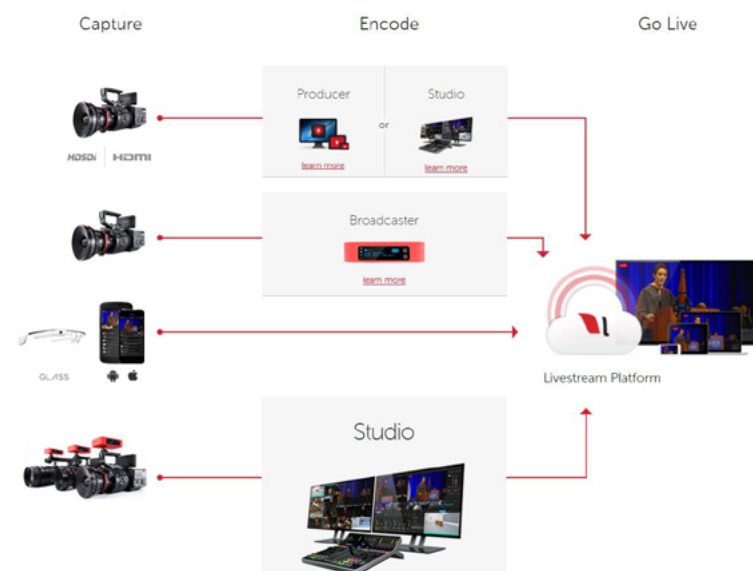 Capture
Encode
Go Live
Producer
or
Studio
learn more
learn more
HDSDI
HDMI
Broadcaster
learn more
GLASS
Livestream Platform
Studio